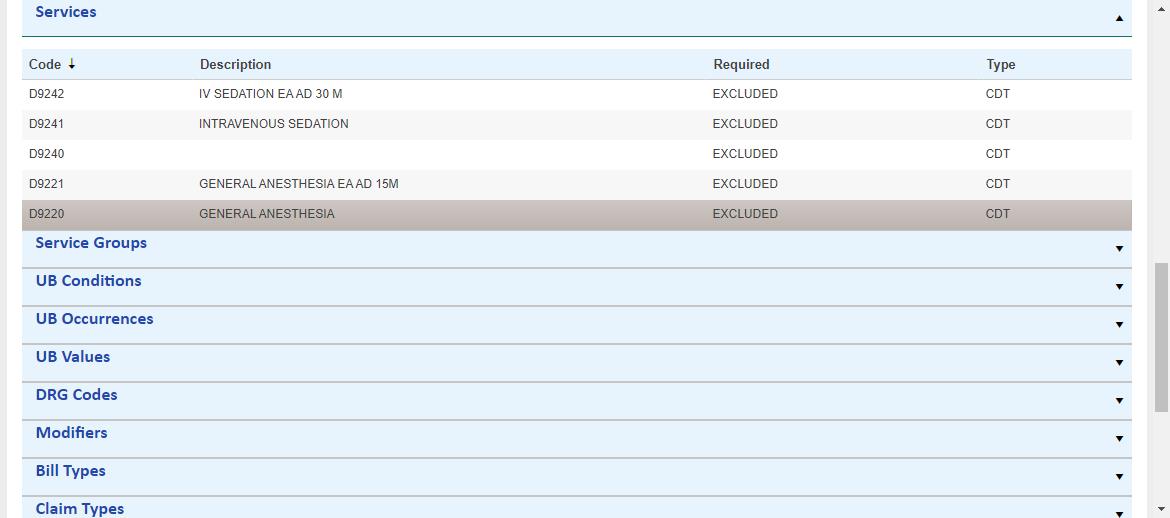 Services
Code Description Required Type
D9242 IV SEDATION EA AD 30 M EXCLUDED CDT
D9241 INTRAVENOUS SEDATION EXCLUDED CDT
D9240 EXCLUDED CDT
D9221 GENERAL ANESTHESIA EA AD 15M EXCLUDED CDT
D9220 GENERAL ANESTHESIA EXCLUDED CDT
Service Groups
UB Conditions
UB Occurrences
UB Values
DRG Codes
Modifiers
Bill Types
Claim Types